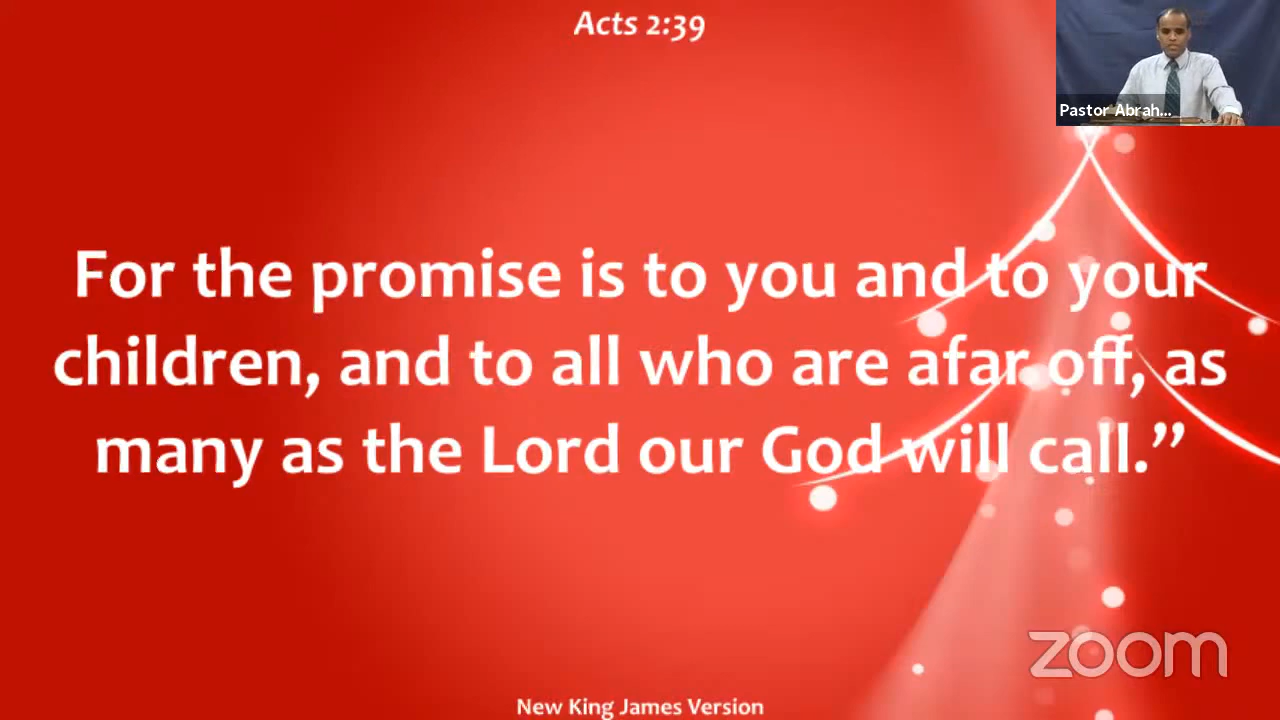 Acts 2:39
Pastor Abrah...
For the promise is to you and to your
children, and to all who are afar off, as
many as the Lord our God will call.”
zoom
New King James Version